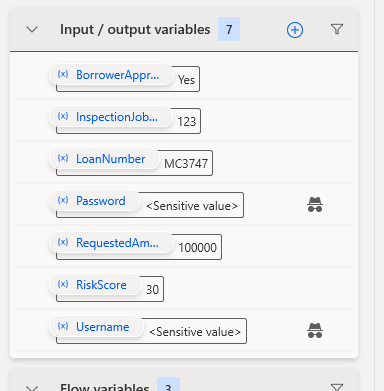 Input / output variables 7
(x) BorrowerAppr... Yes
(x) InspectionJob... 123
(x) LoanNumber MC3747
(x) Password <Sensitive value>
(x) RequestedAm... 100000
(x) RiskScore 30
(x) Username <Sensitive value>
Flow variables 3